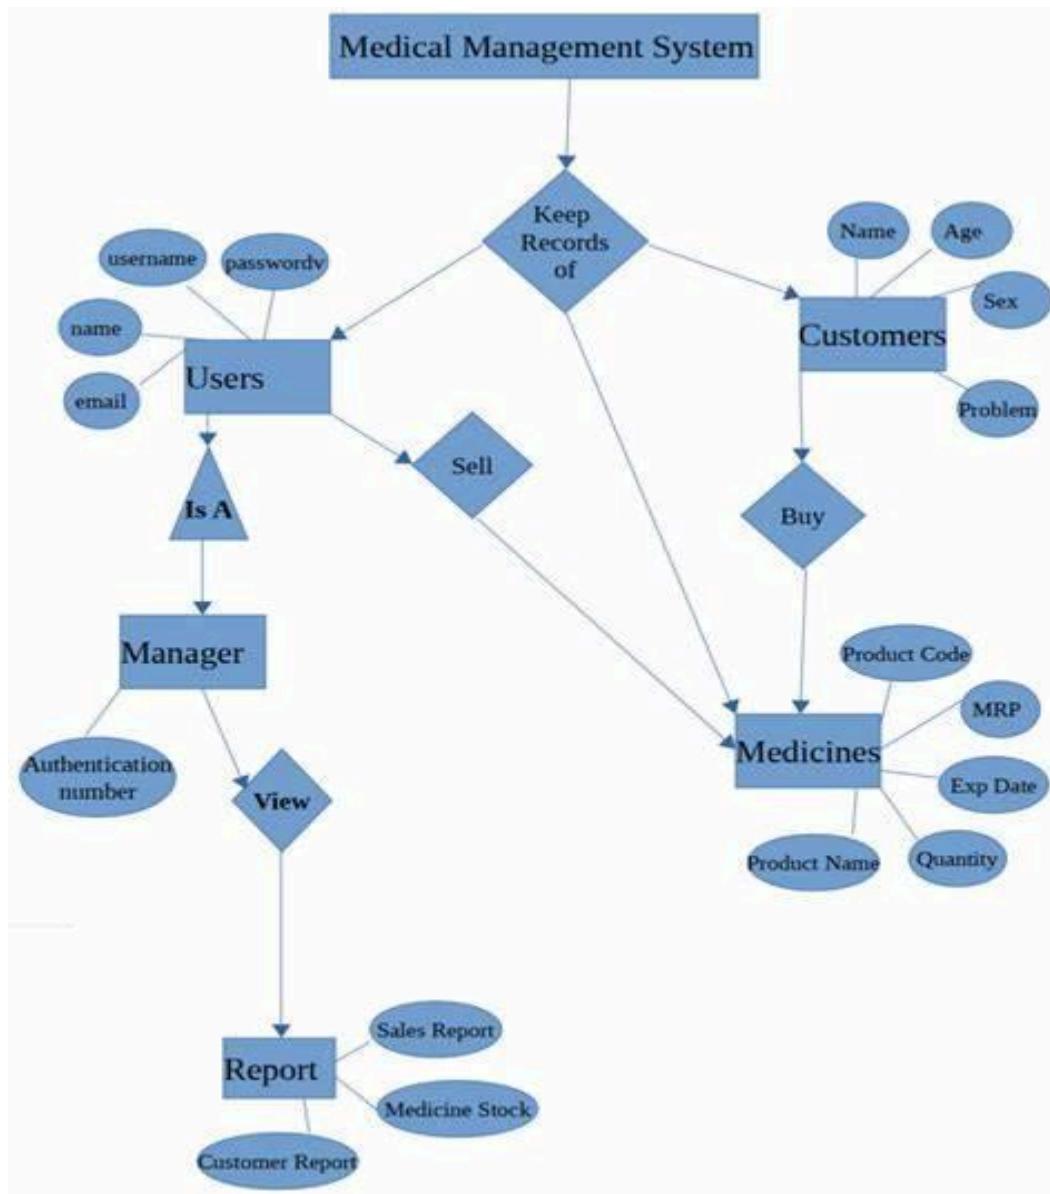 Medical Management System
Keep
Records
of
username
passwordv
name
email
Users
Name
Age
Sex
Customers
Problem
Sell
Is A
Buy
Manager
Authentication
number
View
Product Code
MRP
Medicines
Exp Date
Product Name
Quantity
Sales Report
Report
Medicine Stock
Customer Report